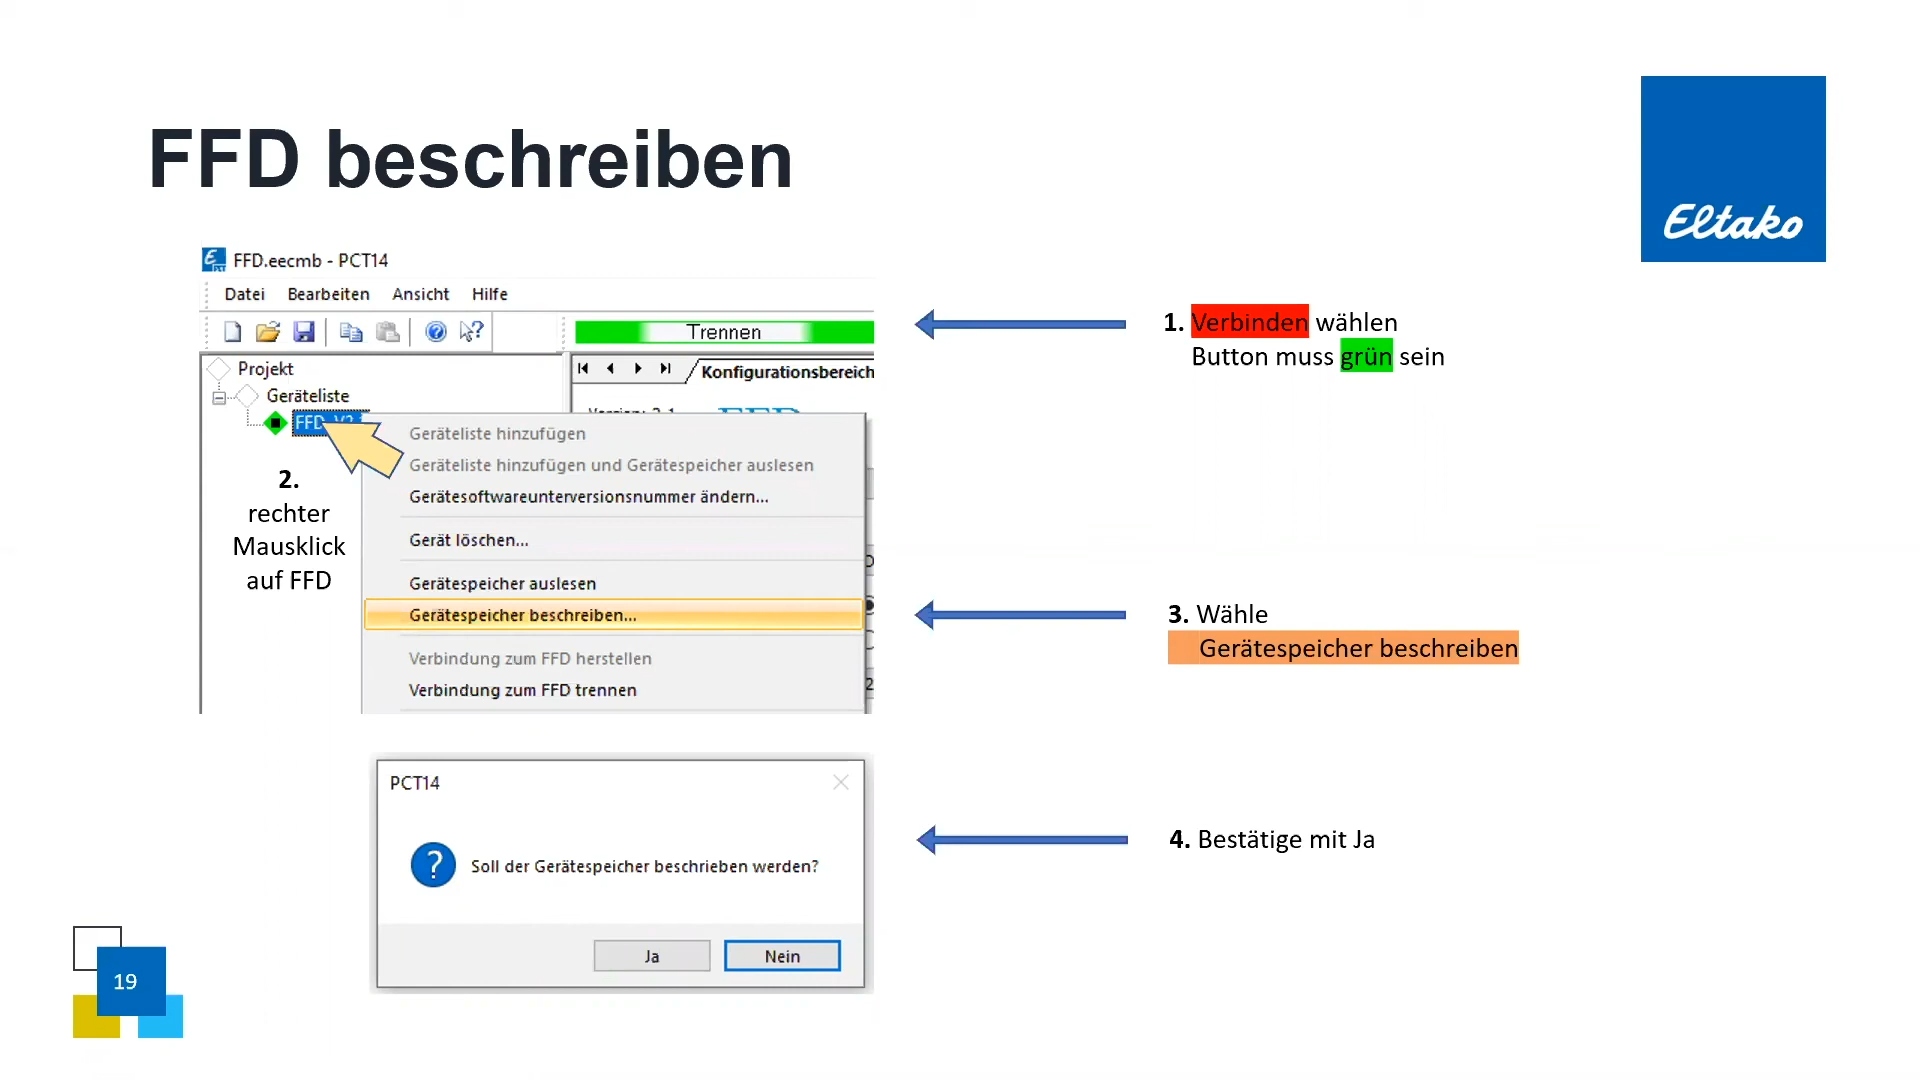 FFD beschreiben
Eltako
FFD.eecmb - PCT14
Datei Bearbeiten Ansicht Hilfe
Trennen
Projekt
Konfigurationsbereich
Geräteliste
FFD
Geräteliste hinzufügen
Geräteliste hinzufügen und Gerätespeicher auslesen
Gerätesoftwareunterversionsnummer ändern...
Gerät löschen...
Gerätespeicher auslesen
Gerätespeicher beschreiben...
Verbindung zum FFD herstellen
Verbindung zum FFD trennen
2.
rechter
Mausklick
auf FFD
1. Verbinden wählen
Button muss grün sein
3. Wähle
Gerätespeicher beschreiben
PCT14
Soll der Gerätespeicher beschrieben werden?
Ja Nein
4. Bestätige mit Ja
19